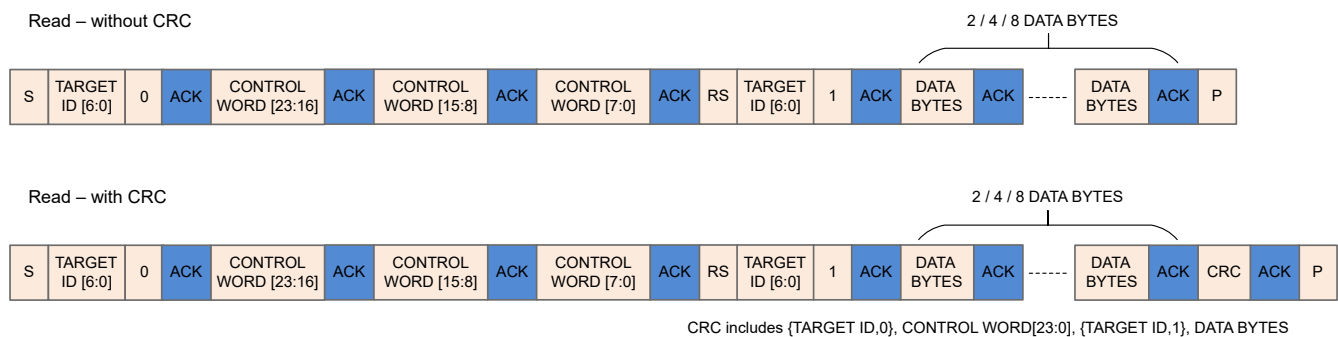 Read – without CRC
2 / 4 / 8 DATA BYTES
S TARGET ID [6:0] 0 ACK CONTROL WORD [23:16] ACK CONTROL WORD [15:8] ACK CONTROL WORD [7:0] ACK RS TARGET ID [6:0] 1 ACK DATA BYTES ACK ------ DATA BYTES ACK P
Read – with CRC
2 / 4 / 8 DATA BYTES
S TARGET ID [6:0] 0 ACK CONTROL WORD [23:16] ACK CONTROL WORD [15:8] ACK CONTROL WORD [7:0] ACK RS TARGET ID [6:0] 1 ACK DATA BYTES ACK ------ DATA BYTES ACK CRC ACK P
CRC includes {TARGET ID,0}, CONTROL WORD[23:0], {TARGET ID,1}, DATA BYTES